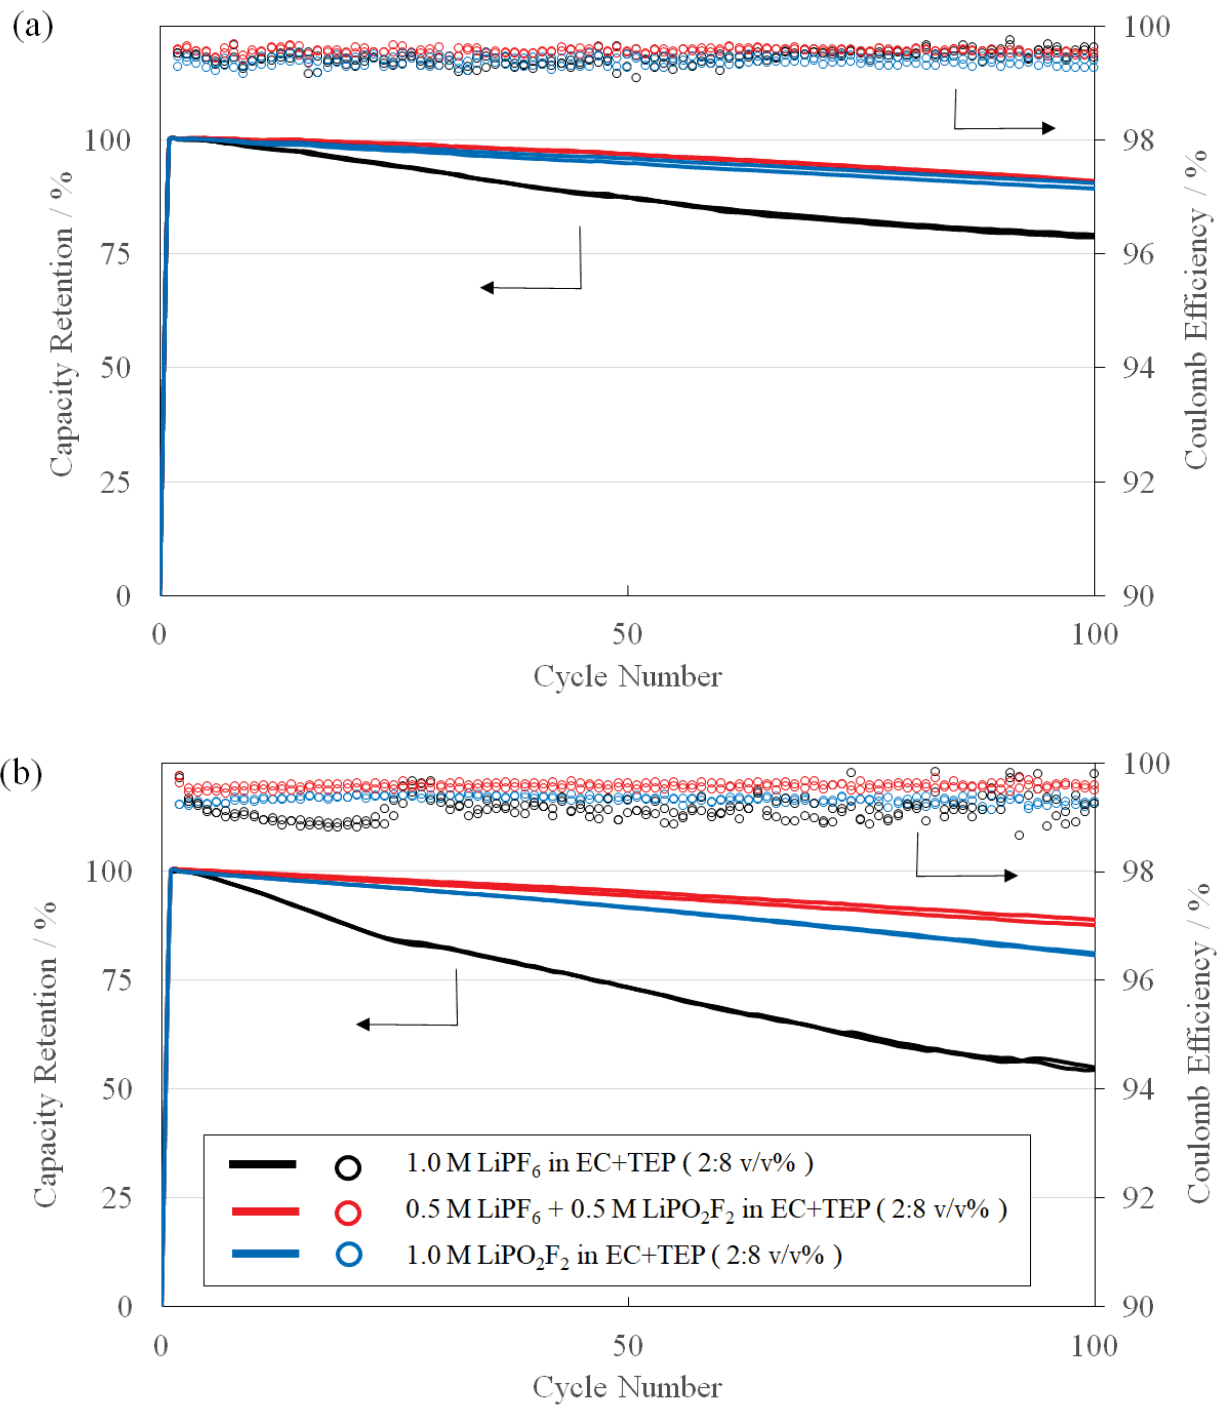 (a)
100
98
96
94
92
90
Coulomb Efficiency / %
100
75
50
25
0
Capacity Retention / %
0 50 100
Cycle Number
(b)
100
98
96
94
92
90
Coulomb Efficiency / %
100
75
50
25
0
Capacity Retention / %
1.0 M LiPF₆ in EC+TEP ( 2:8 v/v% )
0.5 M LiPF₆ + 0.5 M LiPO₂F₂ in EC+TEP ( 2:8 v/v% )
1.0 M LiPO₂F₂ in EC+TEP ( 2:8 v/v% )
0 50 100
Cycle Number